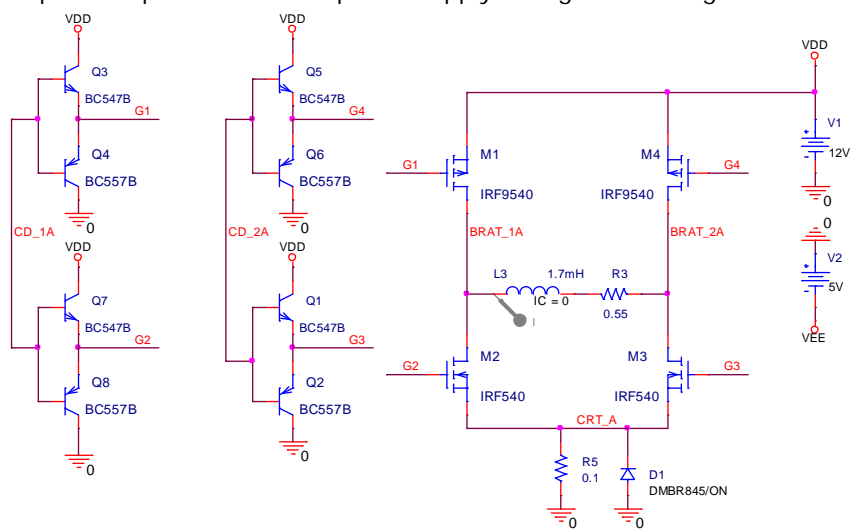 VDD
Q3
BC547B
G1
Q4
BC557B
0
CD_1A
VDD
Q7
BC547B
G2
Q8
BC557B
0
VDD
Q5
BC547B
G4
Q6
BC557B
0
CD_2A
VDD
Q1
BC547B
G3
Q2
BC557B
0
G1
M1
IRF9540
M4
G4
IRF9540
BRAT_1A
BRAT_2A
L3
1.7mH
IC = 0
R3
0.55
I
G2
M2
IRF540
M3
G3
IRF540
CRT_A
R5
0.1
0
D1
DMBR845/ON
0
VDD
V1
12V
0
0
V2
5V
VEE